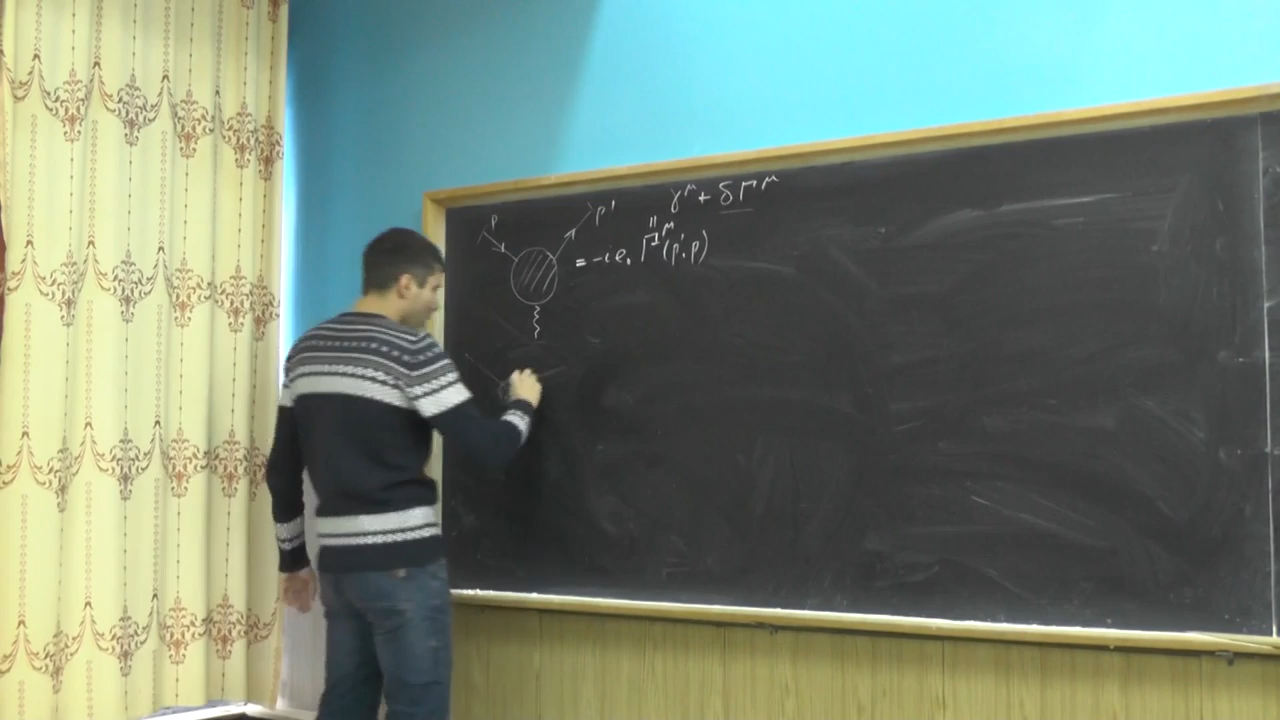 γ^μ + δΓ^μ
p p' "
= -ie₀ Γ^μ(p',p)